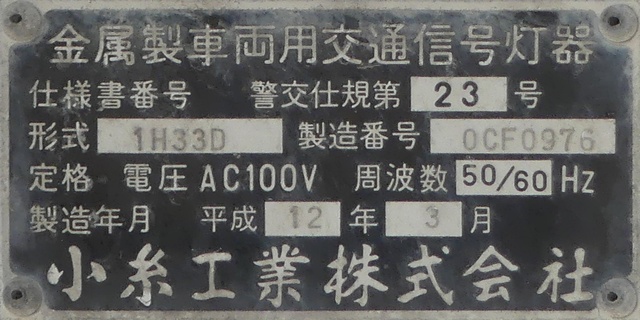 金属製車両用交通信号灯器
仕様書番号 警交仕規第 23 号
形式 1H33D 製造番号 0CF0976
定格 電圧 AC100V 周波数 50/60 Hz
製造年月 平成 12 年 3 月
小糸工業株式会社